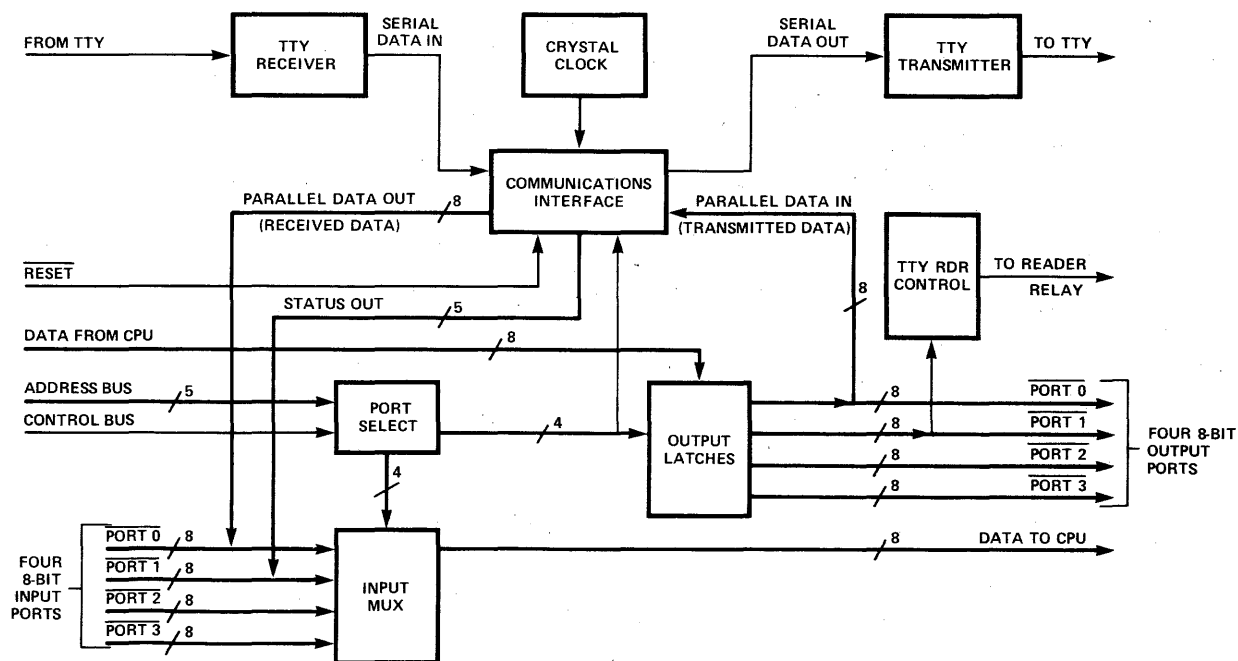 FROM TTY
TTY
RECEIVER
SERIAL
DATA IN
CRYSTAL
CLOCK
SERIAL
DATA OUT
TTY
TRANSMITTER
TO TTY
COMMUNICATIONS
INTERFACE
PARALLEL DATA OUT
8
(RECEIVED DATA)
PARALLEL DATA IN
(TRANSMITTED DATA)
8
TTY RDR
CONTROL
TO READER
RELAY
RESET
STATUS OUT
5
DATA FROM CPU
8
ADDRESS BUS
5
CONTROL BUS
PORT
SELECT
4
4
OUTPUT
LATCHES
8
PORT 0
8
PORT 1
8
PORT 2
8
PORT 3
FOUR 8-BIT
OUTPUT
PORTS
FOUR
8-BIT
INPUT
PORTS
PORT 0
8
PORT 1
8
PORT 2
8
PORT 3
8
INPUT
MUX
8
DATA TO CPU